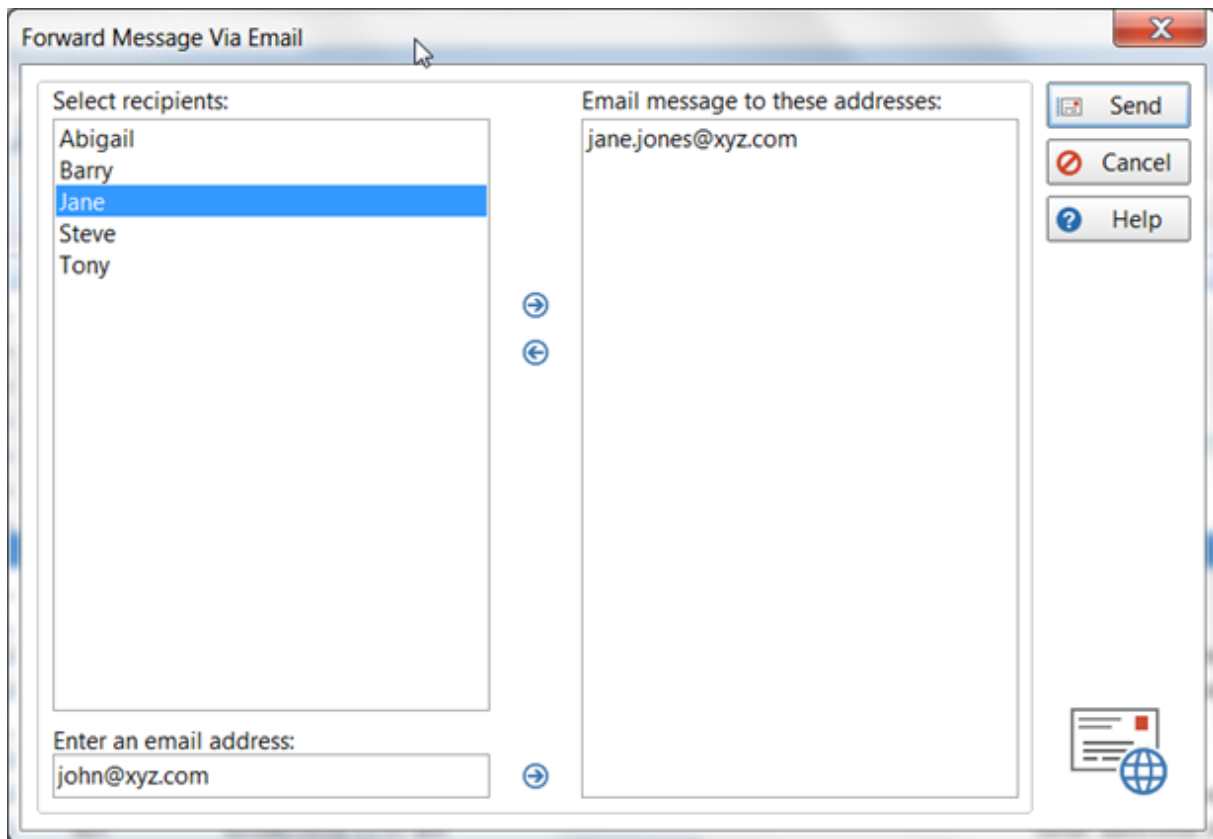 Forward Message Via Email
Select recipients:
Abigail
Barry
Jane
Steve
Tony
Enter an email address:
john@xyz.com
Email message to these addresses:
jane.jones@xyz.com
Send
Cancel
Help